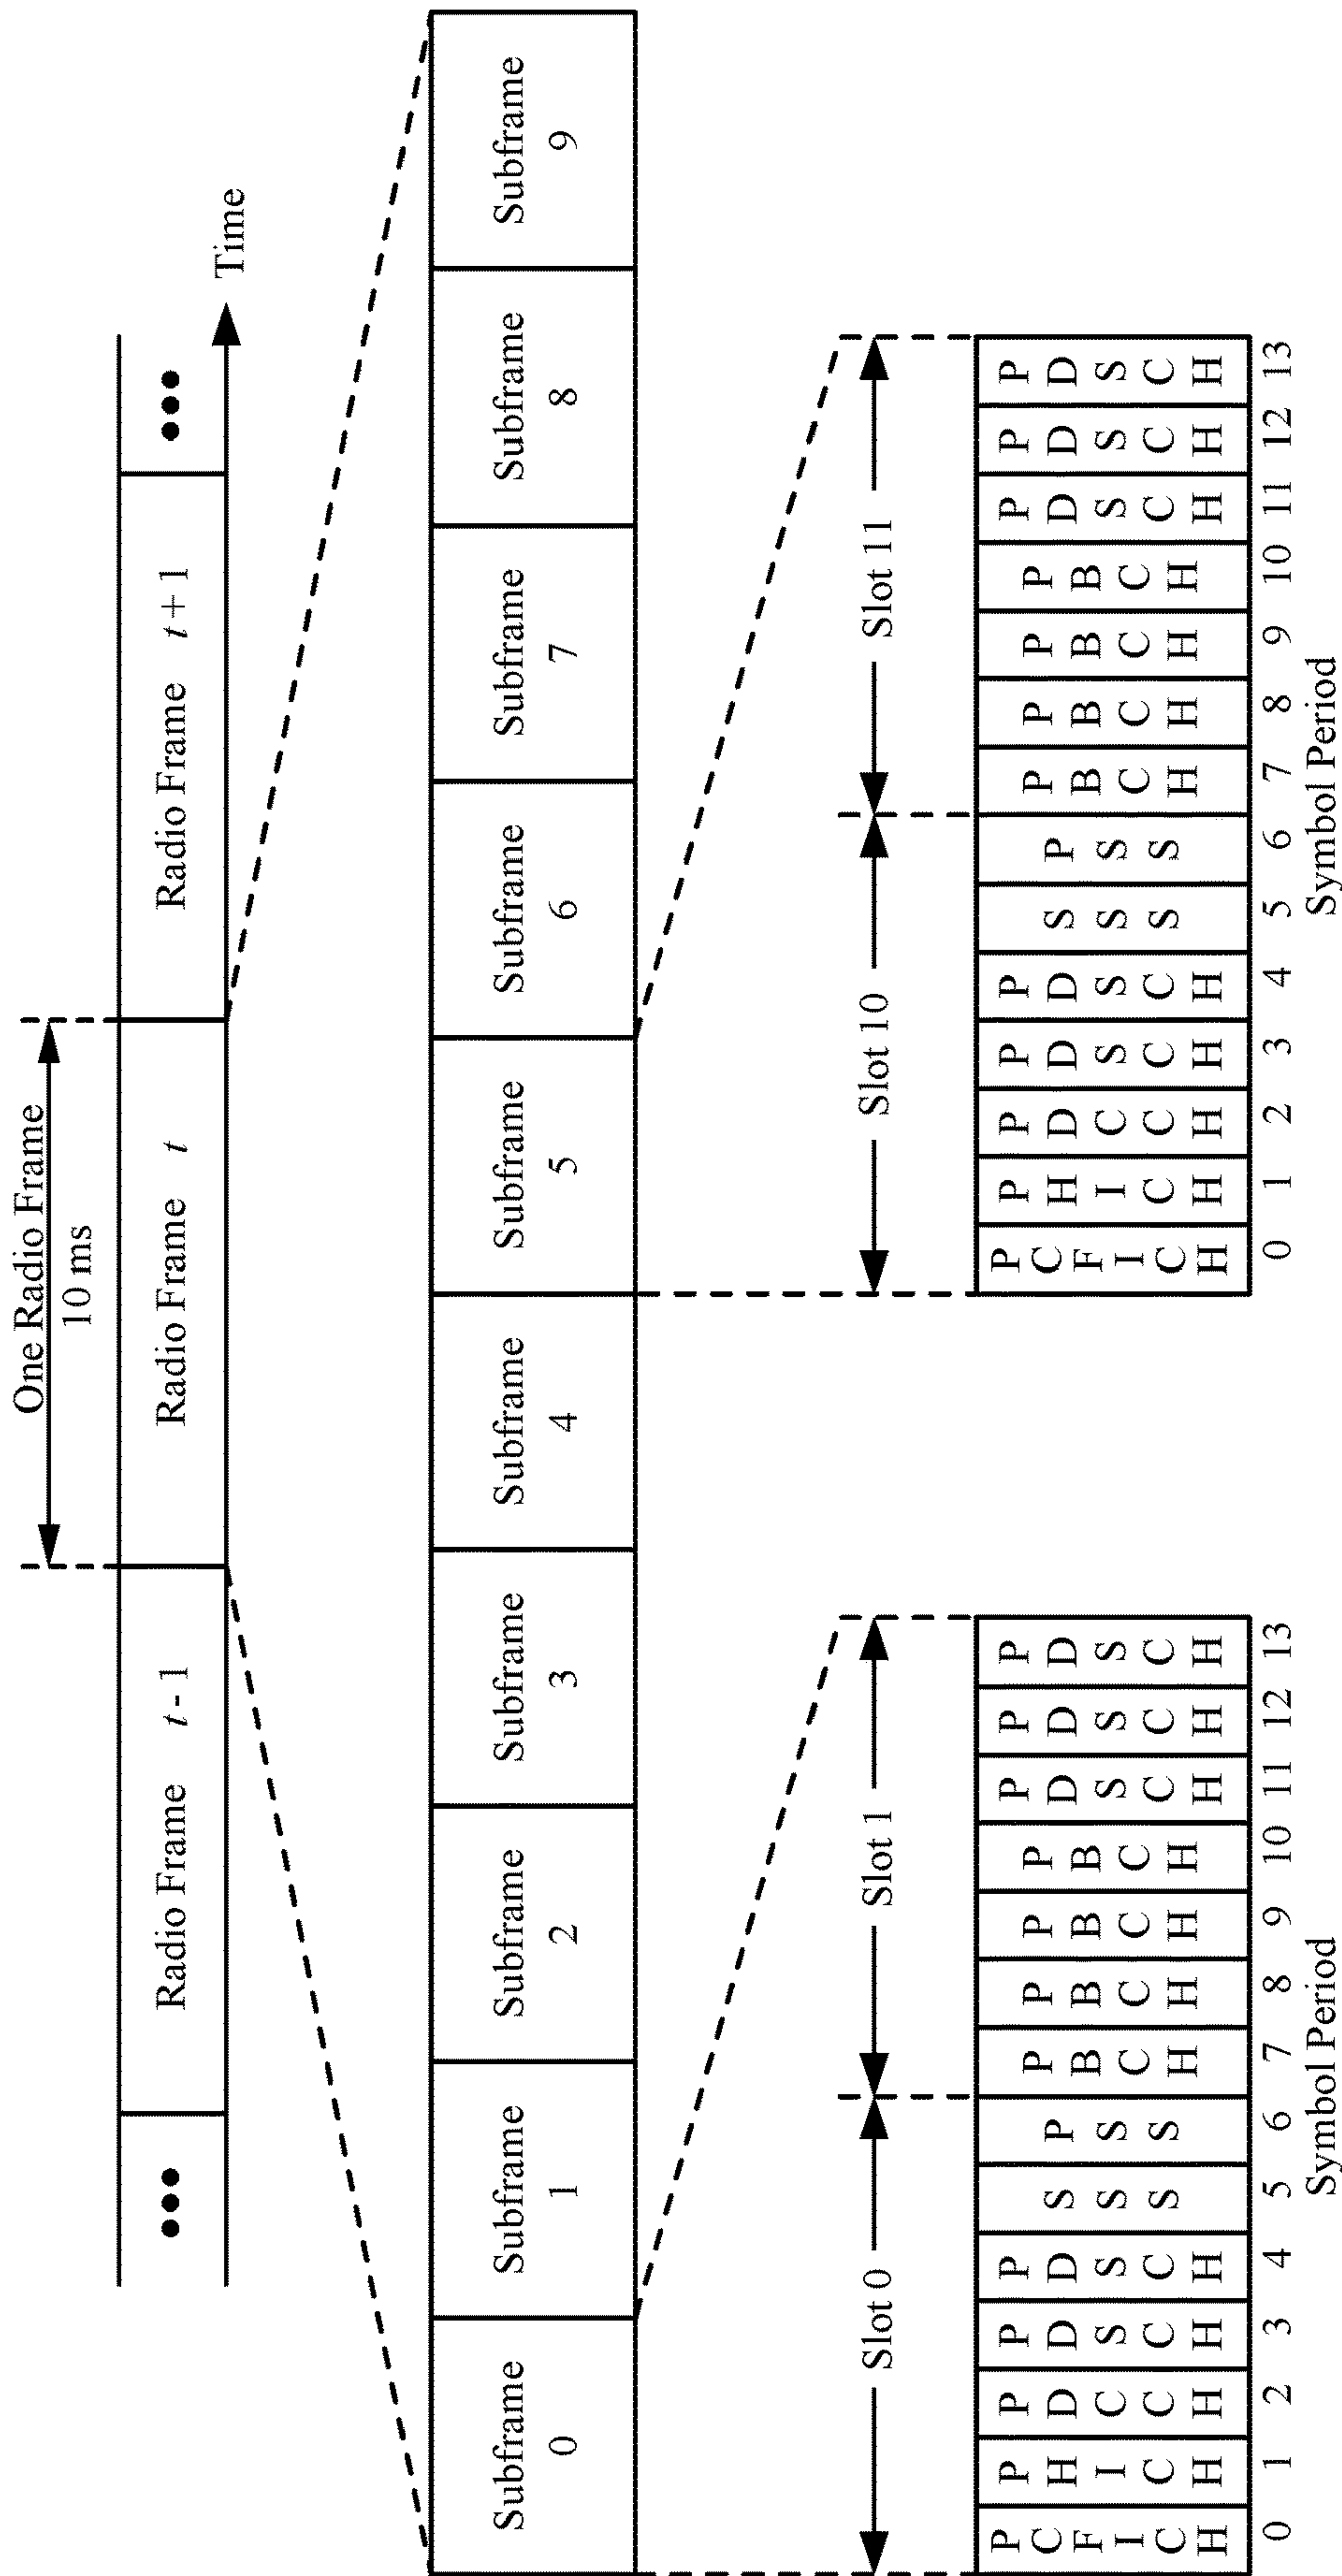 One Radio Frame
10 ms
••• Radio Frame t - 1 Radio Frame t Radio Frame t + 1 •••
Time
Subframe 0
Subframe 1
Subframe 2
Subframe 3
Subframe 4
Subframe 5
Subframe 6
Subframe 7
Subframe 8
Subframe 9
Slot 0 Slot 1
PCFICH PHICH PDCCH PDSCH PDSCH SSS PSS PBCH PBCH PBCH PBCH PDSCH PDSCH PDSCH
0 1 2 3 4 5 6 7 8 9 10 11 12 13
Symbol Period
Slot 10 Slot 11
PCFICH PHICH PDCCH PDSCH PDSCH SSS PSS PBCH PBCH PBCH PBCH PDSCH PDSCH PDSCH
0 1 2 3 4 5 6 7 8 9 10 11 12 13
Symbol Period